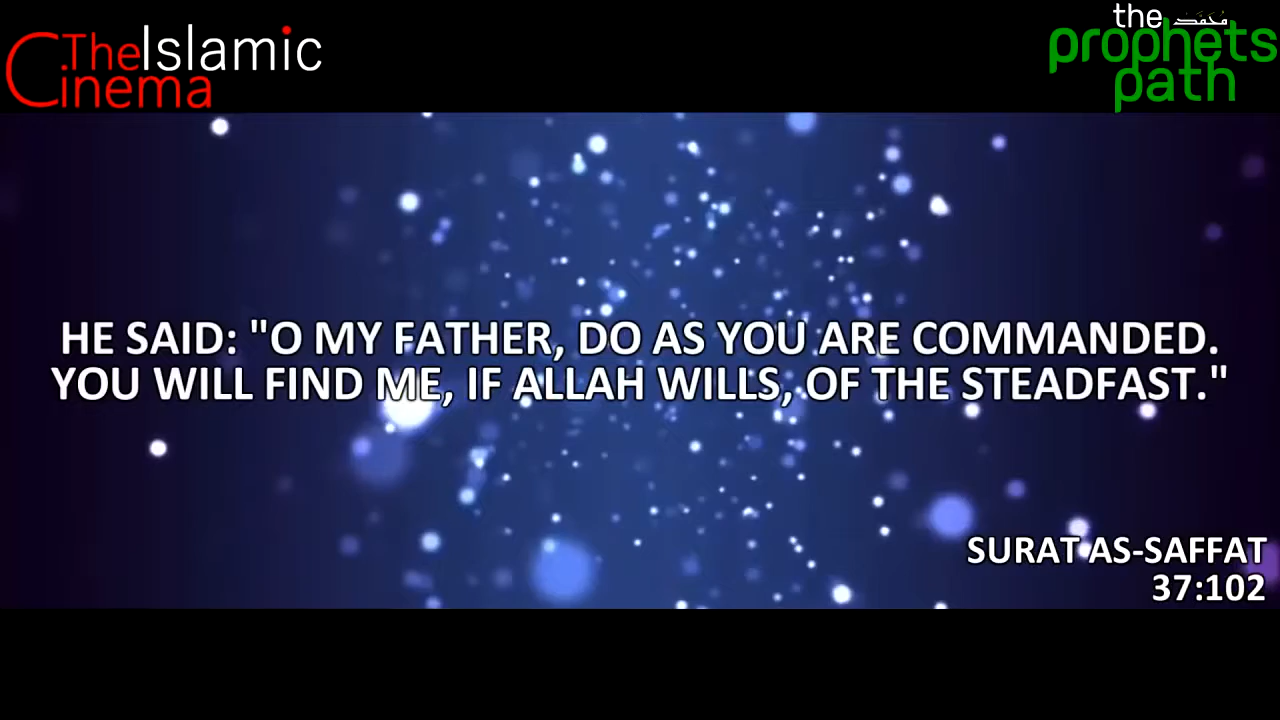 TheIslamic
Cinema
the مُحَمَّد
prophets
path
HE SAID: "O MY FATHER, DO AS YOU ARE COMMANDED.
YOU WILL FIND ME, IF ALLAH WILLS, OF THE STEADFAST."
SURAT AS-SAFFAT
37:102